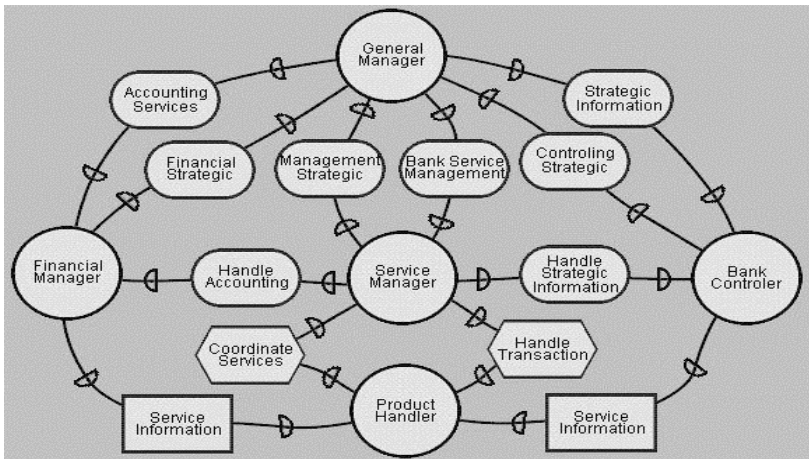 General
Manager
Accounting
Services
Strategic
Information
Financial
Strategic
Management
Strategic
Bank Service
Management
Controling
Strategic
Financial
Manager
Handle
Accounting
Service
Manager
Handle
Strategic
Information
Bank
Controler
Coordinate
Services
Handle
Transaction
Service
Information
Product
Handler
Service
Information